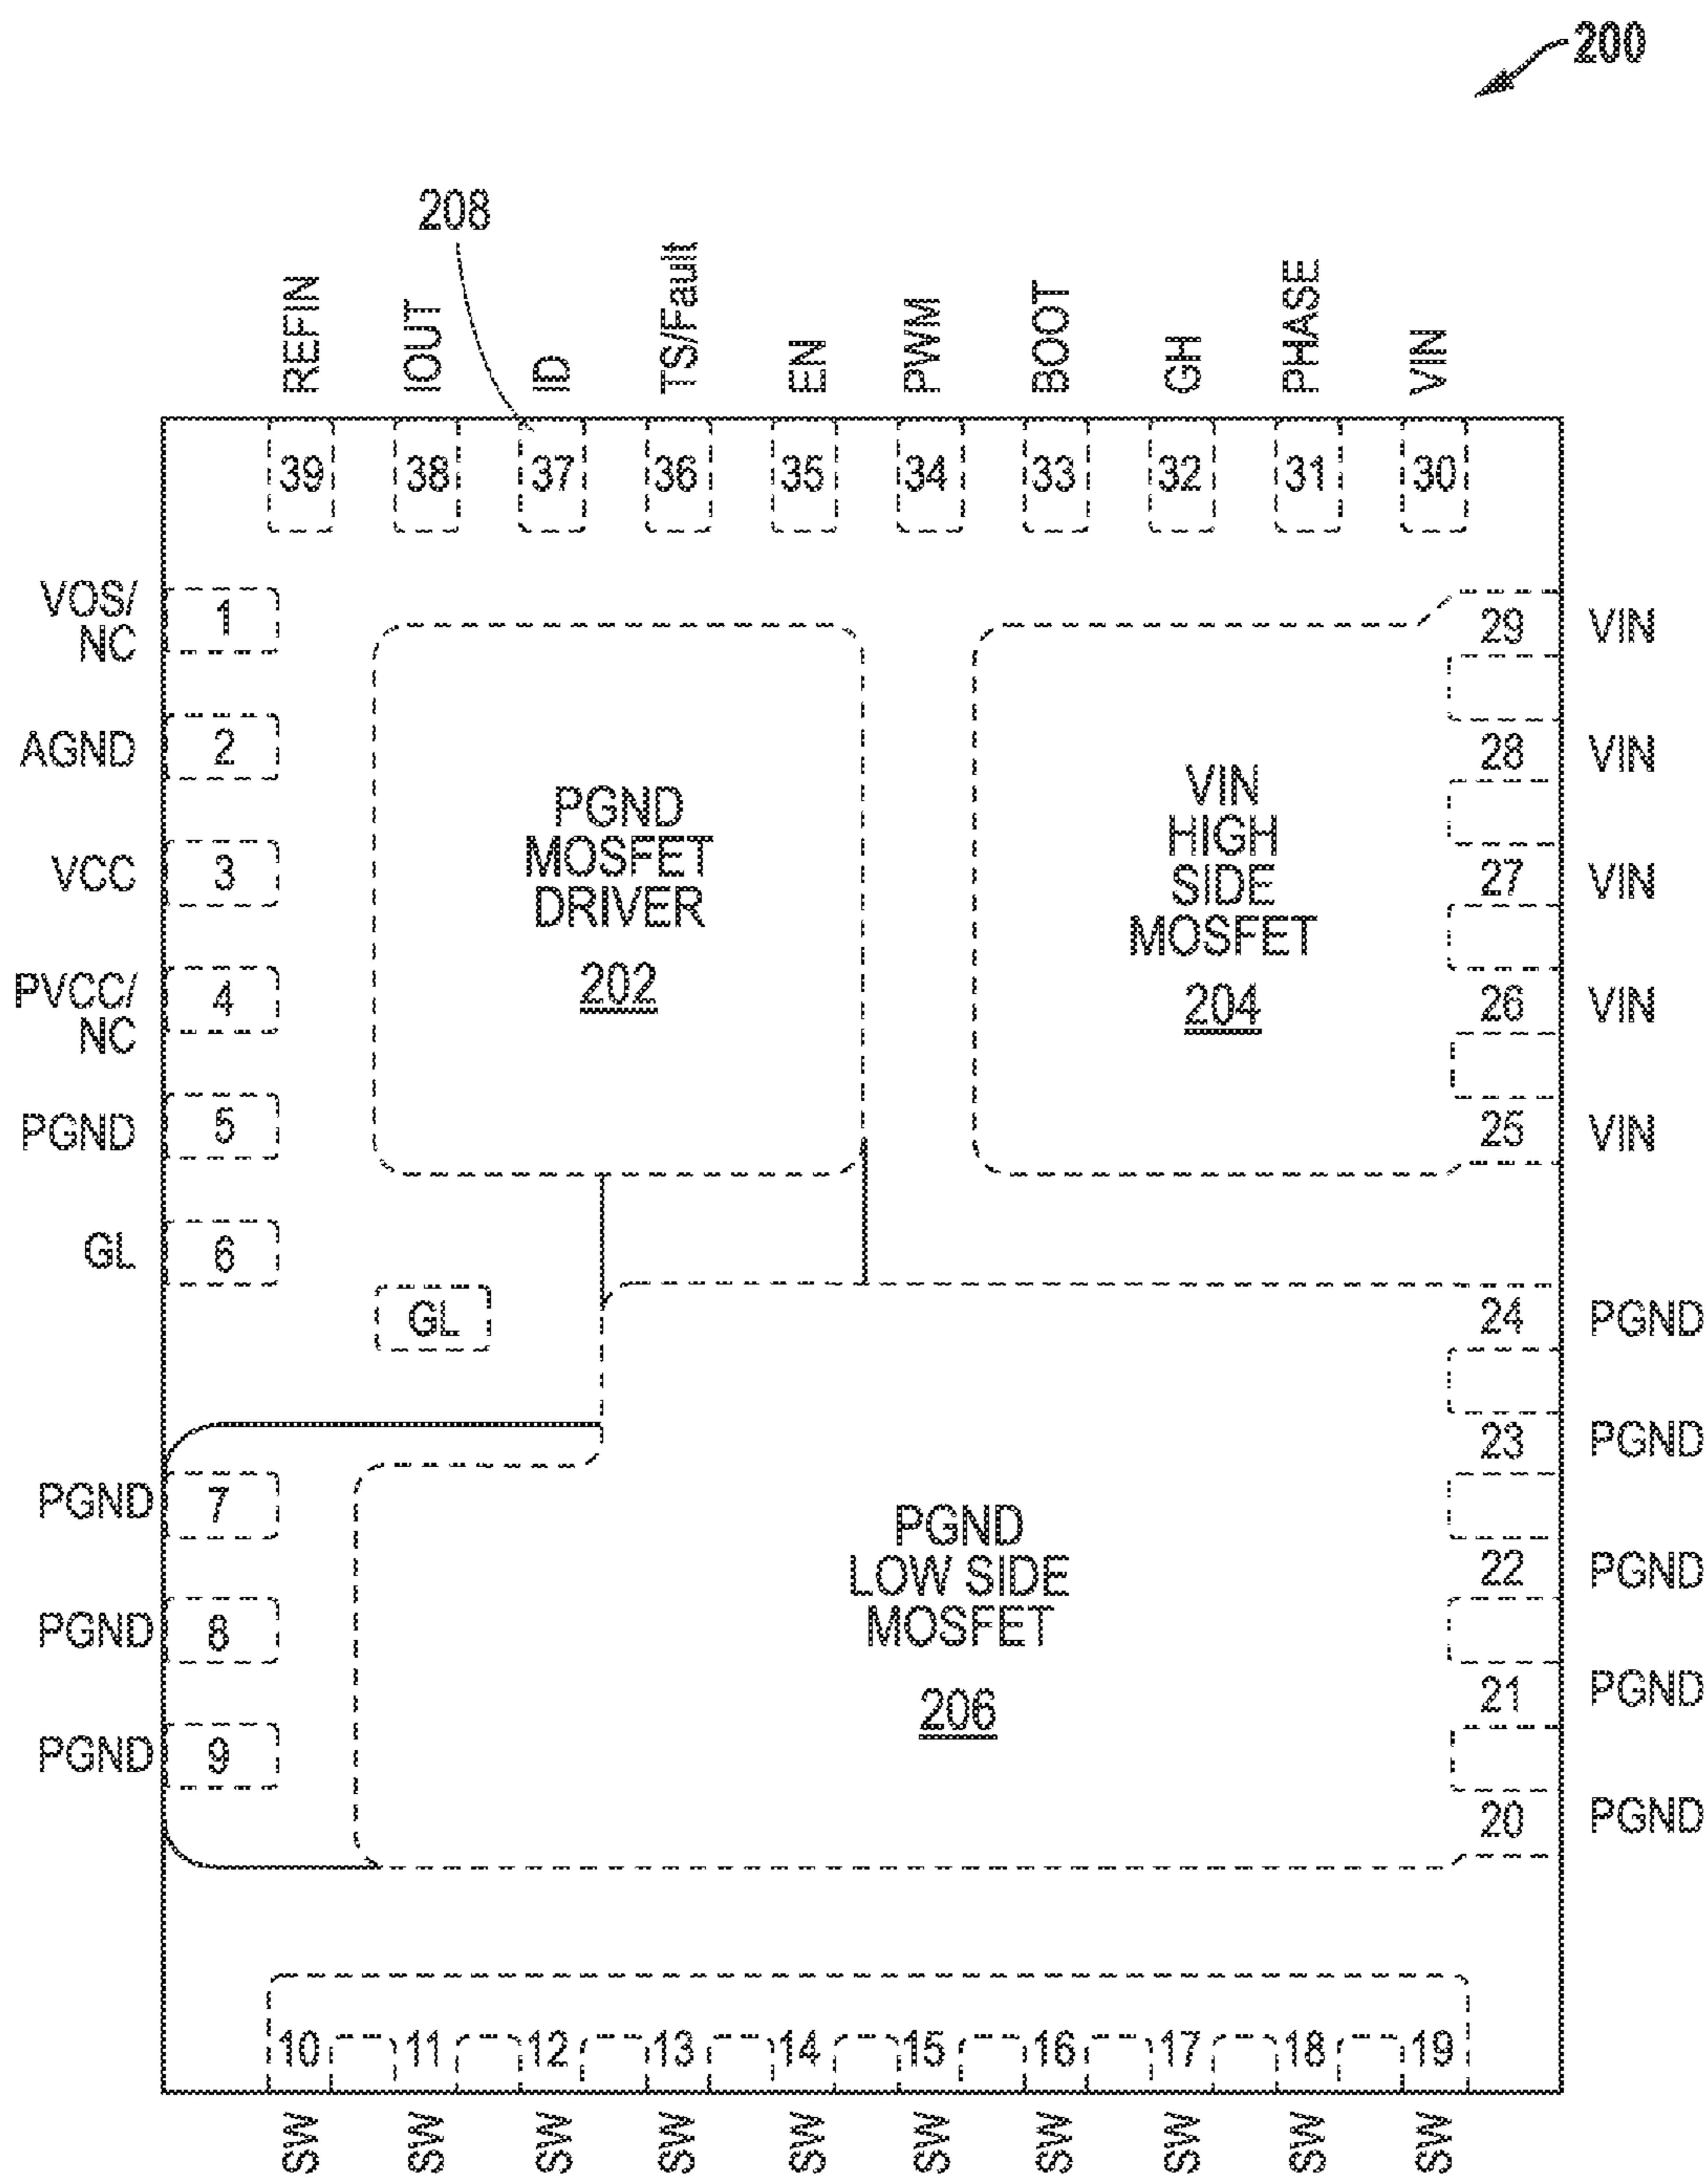 200
208
REFIN
IOUT
ID
TS/Fault
EN
PWM
BOOT
GH
PHASE
VIN
39 38 37 36 35 34 33 32 31 30
VOS/
NC
1
AGND
2
VCC
3
PVCC/
NC
4
PGND
5
GL
6
GL
PGND
7
PGND
8
PGND
9
PGND
MOSFET
DRIVER
202
VIN
HIGH
SIDE
MOSFET
204
29 VIN
28 VIN
27 VIN
26 VIN
25 VIN
24 PGND
23 PGND
22 PGND
21 PGND
20 PGND
PGND
LOW SIDE
MOSFET
206
10 11 12 13 14 15 16 17 18 19
SW
SW
SW
SW
SW
SW
SW
SW
SW
SW